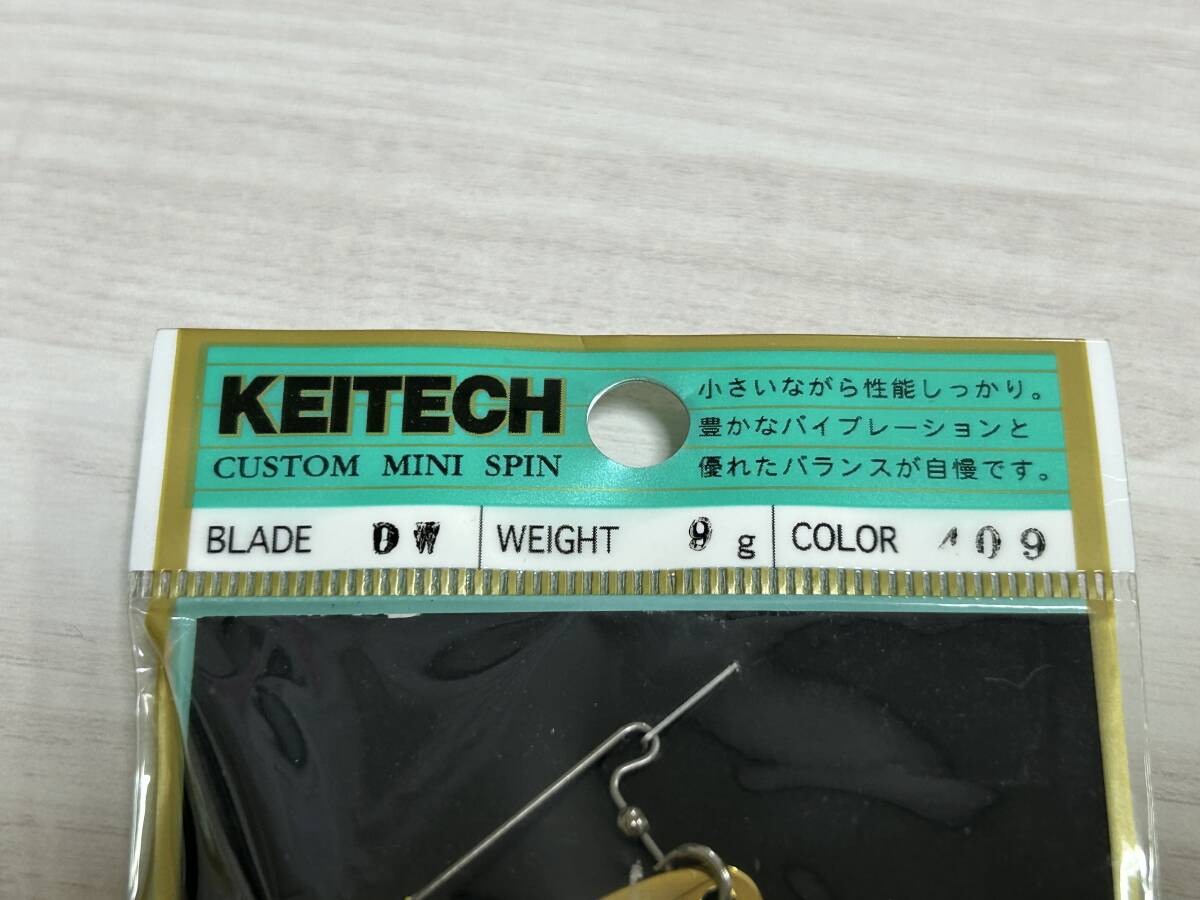 KEITECH
CUSTOM MINI SPIN
小さいながら性能しっかり。
豊かなバイブレーションと
優れたバランスが自慢です。
BLADE DW WEIGHT 9 g COLOR 409